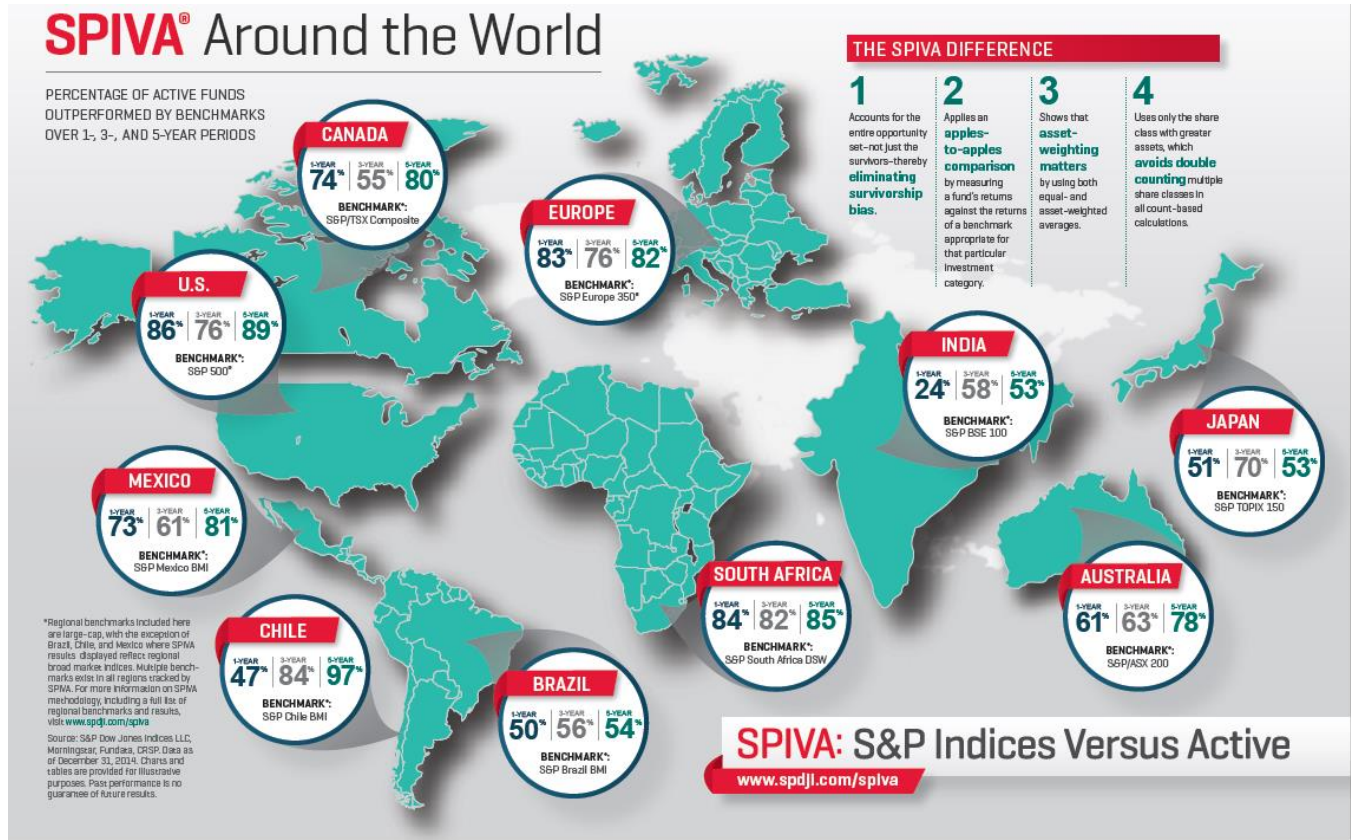 SPIVA® Around the World
PERCENTAGE OF ACTIVE FUNDS
OUTPERFORMED BY BENCHMARKS
OVER 1-, 3-, AND 5-YEAR PERIODS
THE SPIVA DIFFERENCE
1
Accounts for the
entire opportunity
set–not just the
survivors–thereby
eliminating
survivorship
bias.
2
Applies an
apples-
to-apples
comparison
by measuring
a fund's returns
against the returns
of a benchmark
appropriate for
that particular
investment
category.
3
Shows that
asset-
weighting
matters
by using both
equal- and
asset-weighted
averages.
4
Uses only the share
class with greater
assets, which
avoids double
counting multiple
share classes in
all count-based
calculations.
CANADA
1-YEAR 3-YEAR 5-YEAR
74% 55% 80%
BENCHMARK*:
S&P/TSX Composite
EUROPE
1-YEAR 3-YEAR 5-YEAR
83% 76% 82%
BENCHMARK*:
S&P Europe 350®
U.S.
1-YEAR 3-YEAR 5-YEAR
86% 76% 89%
BENCHMARK*:
S&P 500®
INDIA
1-YEAR 3-YEAR 5-YEAR
24% 58% 53%
BENCHMARK*:
S&P BSE 100
JAPAN
1-YEAR 3-YEAR 5-YEAR
51% 70% 53%
BENCHMARK*:
S&P TOPIX 150
MEXICO
1-YEAR 3-YEAR 5-YEAR
73% 61% 81%
BENCHMARK*:
S&P Mexico BMI
SOUTH AFRICA
1-YEAR 3-YEAR 5-YEAR
84% 82% 85%
BENCHMARK*:
S&P South Africa DSW
AUSTRALIA
1-YEAR 3-YEAR 5-YEAR
61% 63% 78%
BENCHMARK*:
S&P/ASX 200
CHILE
1-YEAR 3-YEAR 5-YEAR
47% 84% 97%
BENCHMARK*:
S&P Chile BMI
BRAZIL
1-YEAR 3-YEAR 5-YEAR
50% 56% 54%
BENCHMARK*:
S&P Brazil BMI
*Regional benchmarks included here
are large-cap, with the exception of
Brazil, Chile, and Mexico where SPIVA
results displayed reflect regional
broad market indices. Multiple bench-
marks exist in all regions tracked by
SPIVA. For more information on SPIVA
methodology, including a full list of
regional benchmarks and results,
visit www.spdji.com/spiva
Source: S&P Dow Jones Indices LLC,
Morningstar, Fundata, CRSP. Data as
of December 31, 2014. Charts and
tables are provided for illustrative
purposes. Past performance is no
guarantee of future results.
SPIVA: S&P Indices Versus Active
www.spdji.com/spiva